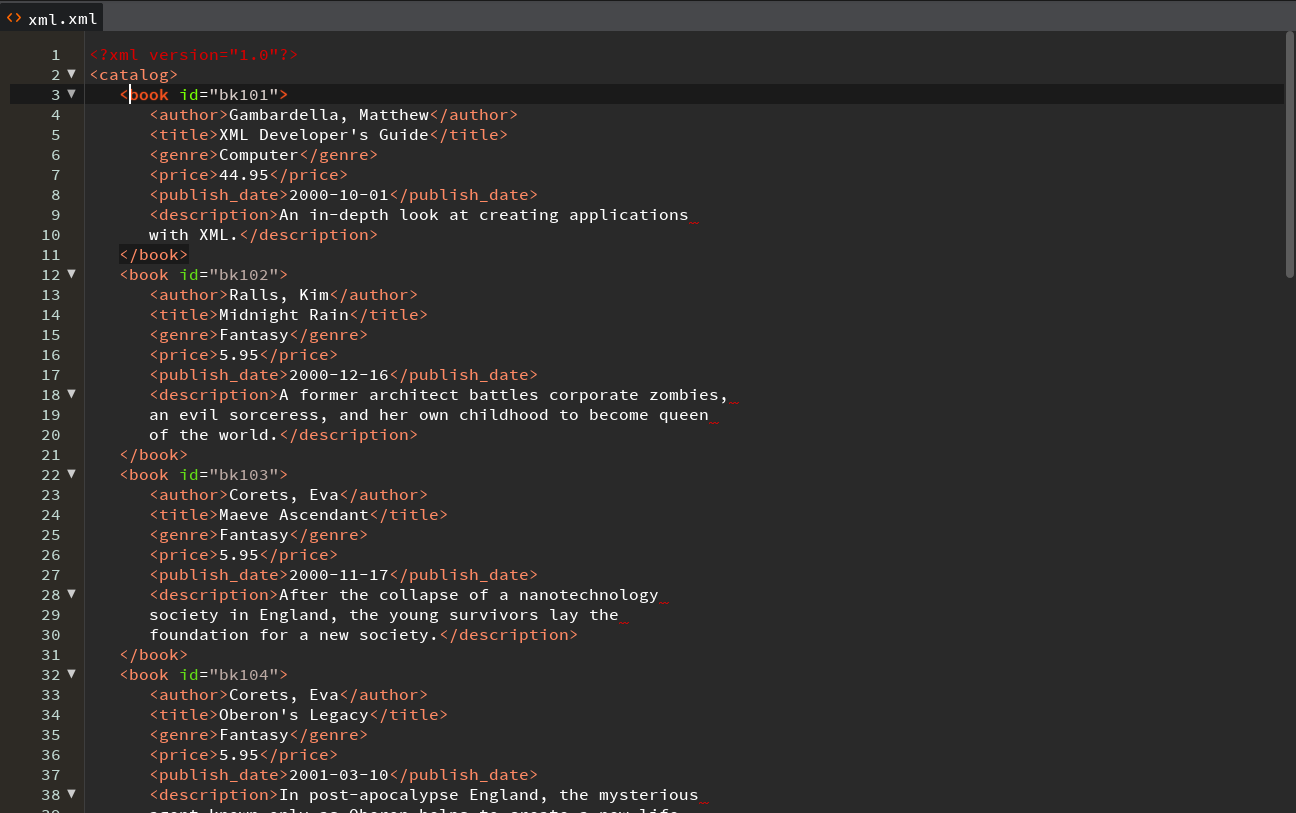 xml.xml
1 <?xml version="1.0"?>
2 <catalog>
3    <book id="bk101">
4       <author>Gambardella, Matthew</author>
5       <title>XML Developer's Guide</title>
6       <genre>Computer</genre>
7       <price>44.95</price>
8       <publish_date>2000-10-01</publish_date>
9       <description>An in-depth look at creating applications
10       with XML.</description>
11    </book>
12    <book id="bk102">
13       <author>Ralls, Kim</author>
14       <title>Midnight Rain</title>
15       <genre>Fantasy</genre>
16       <price>5.95</price>
17       <publish_date>2000-12-16</publish_date>
18       <description>A former architect battles corporate zombies,
19       an evil sorceress, and her own childhood to become queen
20       of the world.</description>
21    </book>
22    <book id="bk103">
23       <author>Corets, Eva</author>
24       <title>Maeve Ascendant</title>
25       <genre>Fantasy</genre>
26       <price>5.95</price>
27       <publish_date>2000-11-17</publish_date>
28       <description>After the collapse of a nanotechnology
29       society in England, the young survivors lay the
30       foundation for a new society.</description>
31    </book>
32    <book id="bk104">
33       <author>Corets, Eva</author>
34       <title>Oberon's Legacy</title>
35       <genre>Fantasy</genre>
36       <price>5.95</price>
37       <publish_date>2001-03-10</publish_date>
38       <description>In post-apocalypse England, the mysterious